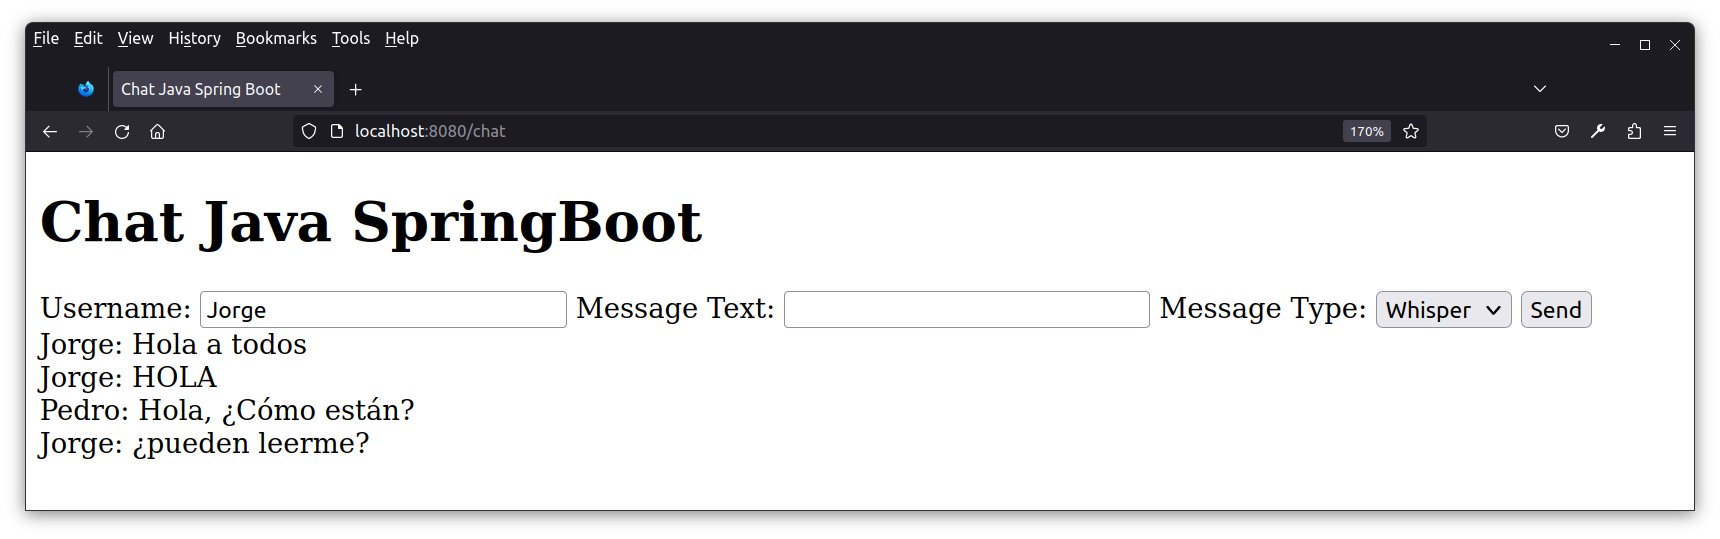 File Edit View History Bookmarks Tools Help
Chat Java Spring Boot
localhost:8080/chat 170%
Chat Java SpringBoot
Username: Jorge Message Text: Message Type: Whisper Send
Jorge: Hola a todos
Jorge: HOLA
Pedro: Hola, ¿Cómo están?
Jorge: ¿pueden leerme?